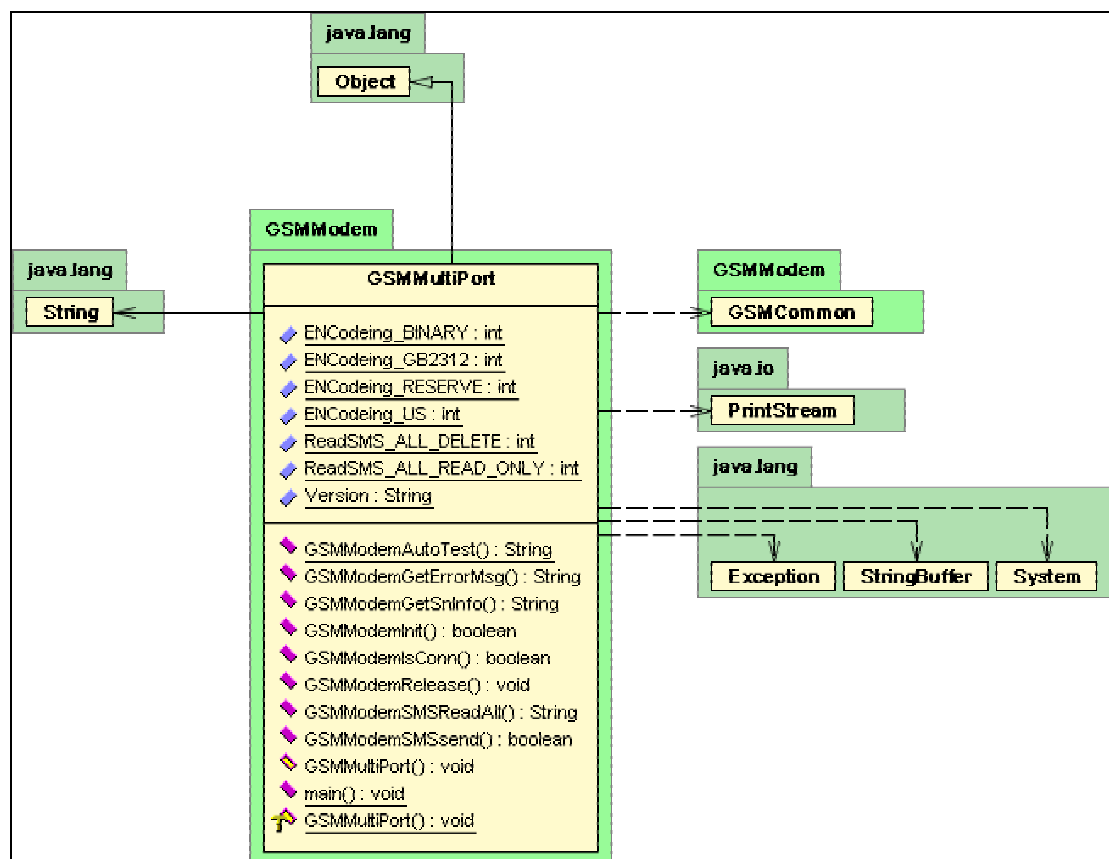 java.lang
Object
GSMModem
java.lang
String
GSMMultiPort
ENCodeing_BINARY : int
ENCodeing_GB2312 : int
ENCodeing_RESERVE : int
ENCodeing_US : int
ReadSMS_ALL_DELETE : int
ReadSMS_ALL_READ_ONLY : int
Version : String
GSMModemAutoTest() : String
GSMModemGetErrorMsg() : String
GSMModemGetSnInfo() : String
GSMModemInit() : boolean
GSMModemIsConn() : boolean
GSMModemRelease() : void
GSMModemSMSReadAll() : String
GSMModemSMSsend() : boolean
GSMMultiPort() : void
main() : void
GSMMultiPort() : void
GSMModem
GSMCommon
java.io
PrintStream
java.lang
Exception
StringBuffer
System